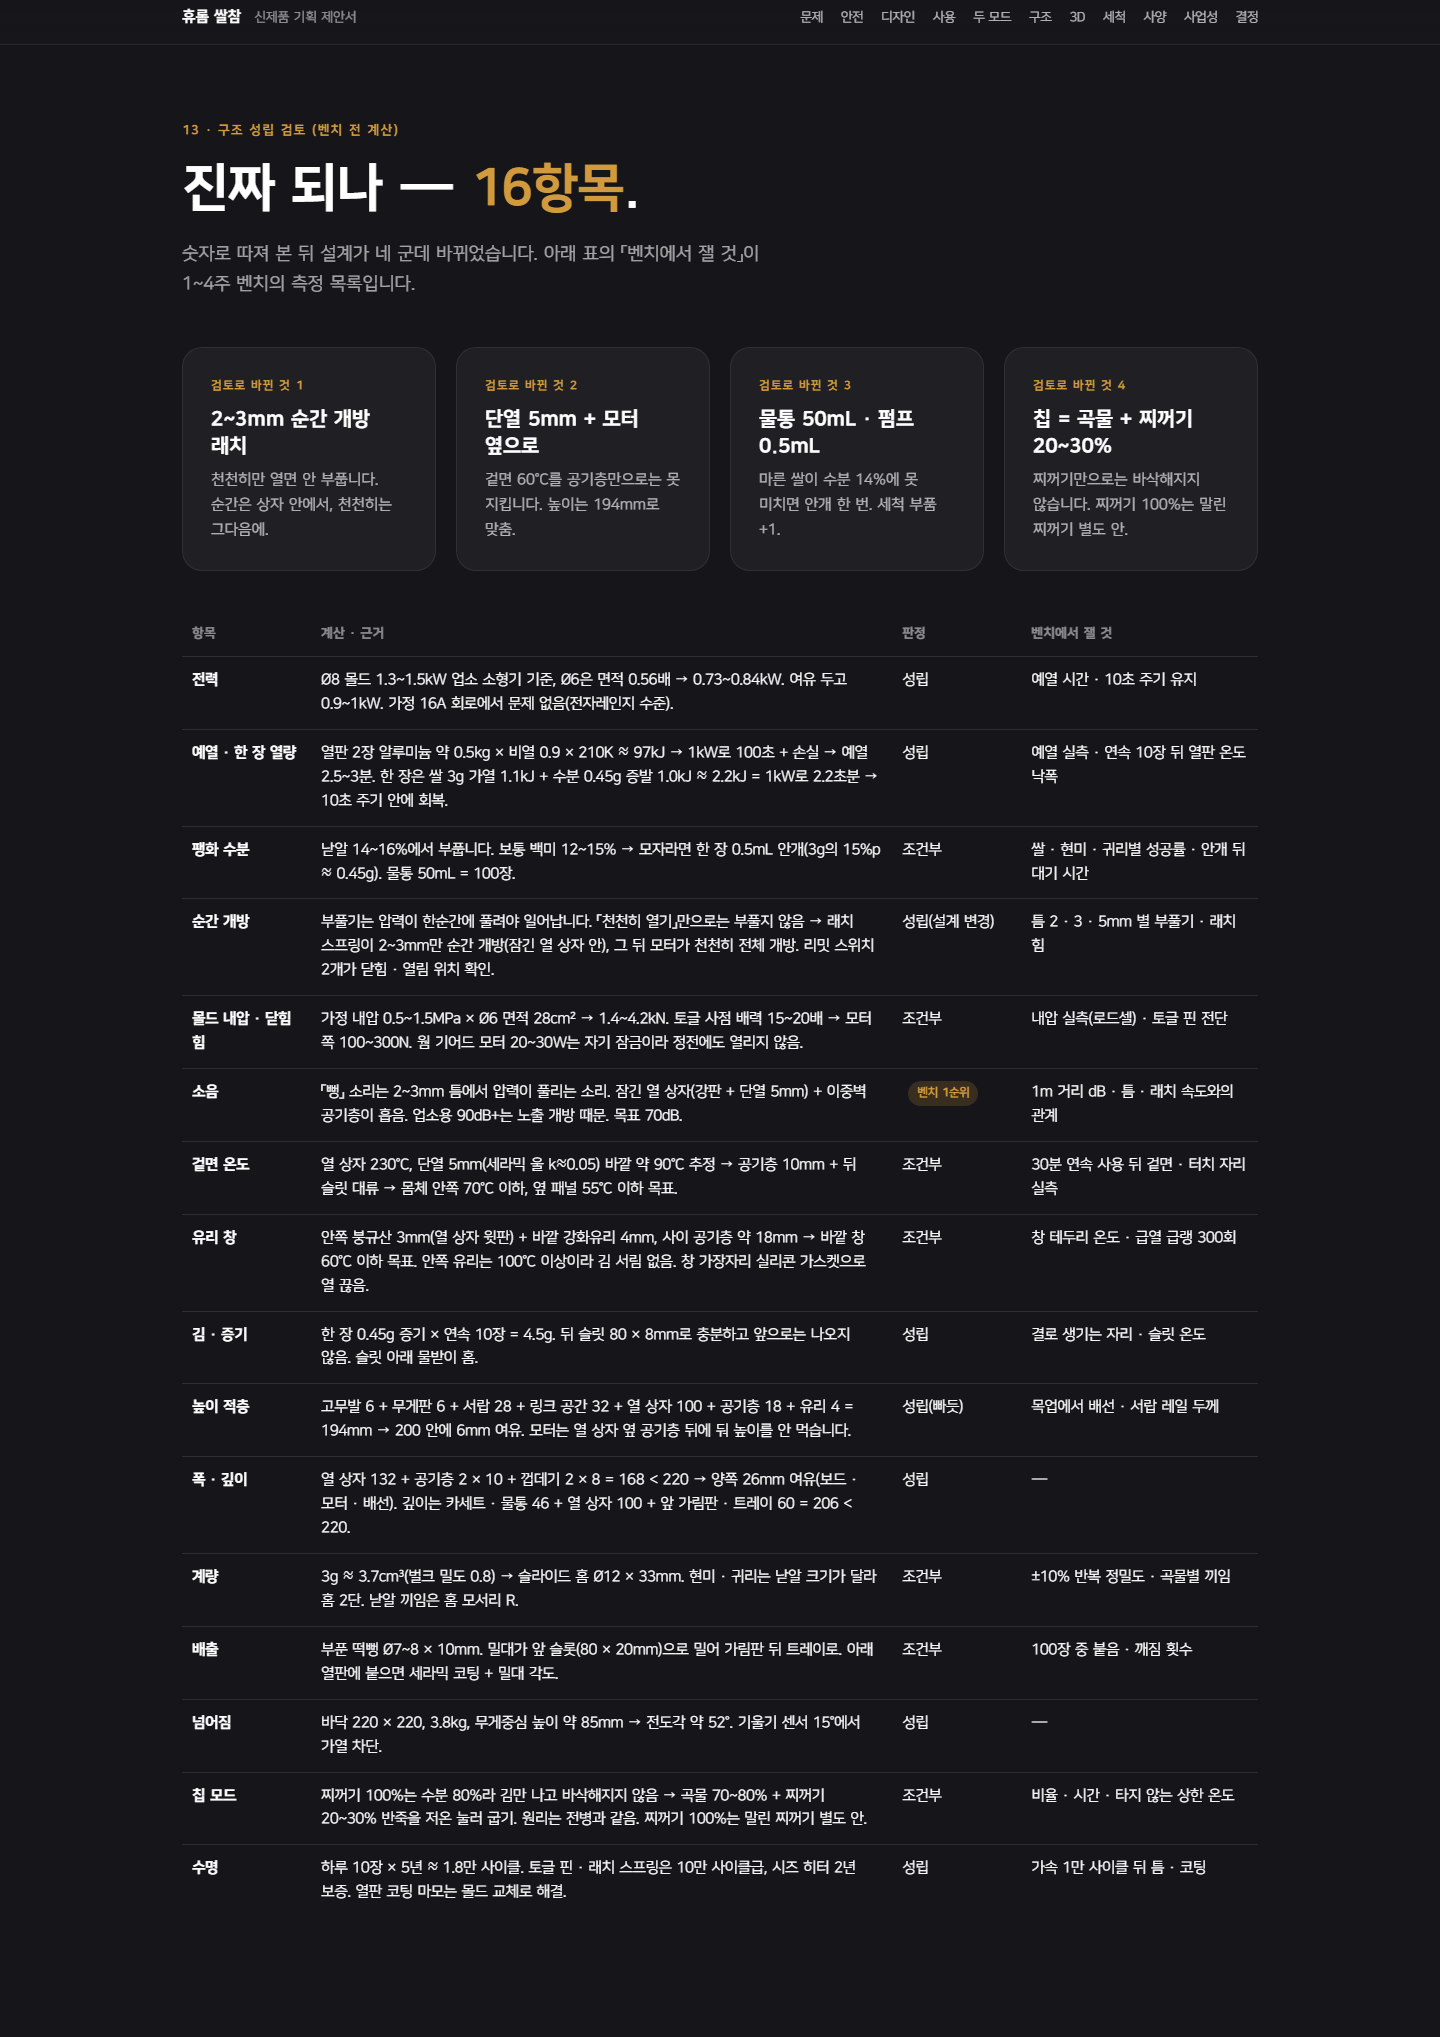 휴롬 쌀참 신제품 기획 제안서
문제 안전 디자인 사용 두 모드 구조 3D 세척 사양 사업성 결정
13 · 구조 성립 검토 (벤치 전 계산)
진짜 되나 — 16항목.
숫자로 따져 본 뒤 설계가 네 군데 바뀌었습니다. 아래 표의 「벤치에서 잴 것」이
1~4주 벤치의 측정 목록입니다.
검토로 바뀐 것 1
2~3mm 순간 개방
래치
천천히만 열면 안 부풉니다.
순간은 상자 안에서, 천천히는
그다음에.
검토로 바뀐 것 2
단열 5mm + 모터
옆으로
겉면 60°C를 공기층만으로는 못
지킵니다. 높이는 194mm로
맞춤.
검토로 바뀐 것 3
물통 50mL · 펌프
0.5mL
마른 쌀이 수분 14%에 못
미치면 안개 한 번. 세척 부품
+1.
검토로 바뀐 것 4
칩 = 곡물 + 찌꺼기
20~30%
찌꺼기만으로는 바삭해지지
않습니다. 찌꺼기 100%는 말린
찌꺼기 별도 안.
항목 계산 · 근거 판정 벤치에서 잴 것
전력
Ø8 몰드 1.3~1.5kW 업소 소형기 기준, Ø6은 면적 0.56배 → 0.73~0.84kW. 여유 두고
0.9~1kW. 가정 16A 회로에서 문제 없음(전자레인지 수준).
성립
예열 시간 · 10초 주기 유지
예열 · 한 장 열량
열판 2장 알루미늄 약 0.5kg × 비열 0.9 × 210K ≈ 97kJ → 1kW로 100초 + 손실 → 예열
2.5~3분. 한 장은 쌀 3g 가열 1.1kJ + 수분 0.45g 증발 1.0kJ ≈ 2.2kJ = 1kW로 2.2초분 →
10초 주기 안에 회복.
성립
예열 실측 · 연속 10장 뒤 열판 온도
낙폭
팽화 수분
낟알 14~16%에서 부풉니다. 보통 백미 12~15% → 모자라면 한 장 0.5mL 안개(3g의 15%p
≈ 0.45g). 물통 50mL = 100장.
조건부
쌀 · 현미 · 귀리별 성공률 · 안개 뒤
대기 시간
순간 개방
부풀기는 압력이 한순간에 풀려야 일어납니다. 「천천히 열기」만으로는 부풀지 않음 → 래치
스프링이 2~3mm만 순간 개방(잠긴 열 상자 안), 그 뒤 모터가 천천히 전체 개방. 리밋 스위치
2개가 닫힘 · 열림 위치 확인.
성립(설계 변경)
틈 2 · 3 · 5mm 별 부풀기 · 래치
힘
몰드 내압 · 닫힘
힘
가정 내압 0.5~1.5MPa × Ø6 면적 28cm² → 1.4~4.2kN. 토글 사점 배력 15~20배 → 모터
쪽 100~300N. 웜 기어드 모터 20~30W는 자기 잠금이라 정전에도 열리지 않음.
조건부
내압 실측(로드셀) · 토글 핀 전단
소음
「뻥」 소리는 2~3mm 틈에서 압력이 풀리는 소리. 잠긴 열 상자(강판 + 단열 5mm) + 이중벽
공기층이 흡음. 업소용 90dB+는 노출 개방 때문. 목표 70dB.
벤치 1순위
1m 거리 dB · 틈 · 래치 속도와의
관계
겉면 온도
열 상자 230°C, 단열 5mm(세라믹 울 k≈0.05) 바깥 약 90°C 추정 → 공기층 10mm + 뒤
슬릿 대류 → 몸체 안쪽 70°C 이하, 옆 패널 55°C 이하 목표.
조건부
30분 연속 사용 뒤 겉면 · 터치 자리
실측
유리 창
안쪽 붕규산 3mm(열 상자 윗판) + 바깥 강화유리 4mm, 사이 공기층 약 18mm → 바깥 창
60°C 이하 목표. 안쪽 유리는 100°C 이상이라 김 서림 없음. 창 가장자리 실리콘 가스켓으로
열 끊음.
조건부
창 테두리 온도 · 급열 급랭 300회
김 · 증기
한 장 0.45g 증기 × 연속 10장 = 4.5g. 뒤 슬릿 80 × 8mm로 충분하고 앞으로는 나오지
않음. 슬릿 아래 물받이 홈.
성립
결로 생기는 자리 · 슬릿 온도
높이 적층
고무발 6 + 무게판 6 + 서랍 28 + 링크 공간 32 + 열 상자 100 + 공기층 18 + 유리 4 =
194mm → 200 안에 6mm 여유. 모터는 열 상자 옆 공기층 뒤에 둬 높이를 안 먹습니다.
성립(빠듯)
목업에서 배선 · 서랍 레일 두께
폭 · 깊이
열 상자 132 + 공기층 2 × 10 + 껍데기 2 × 8 = 168 < 220 → 양쪽 26mm 여유(보드 ·
모터 · 배선). 깊이는 카세트 · 물통 46 + 열 상자 100 + 앞 가림판 · 트레이 60 = 206 <
220.
성립
—
계량
3g ≈ 3.7cm³(벌크 밀도 0.8) → 슬라이드 홈 Ø12 × 33mm. 현미 · 귀리는 낟알 크기가 달라
홈 2단. 낟알 끼임은 홈 모서리 R.
조건부
±10% 반복 정밀도 · 곡물별 끼임
배출
부푼 떡뻥 Ø7~8 × 10mm. 밀대가 앞 슬롯(80 × 20mm)으로 밀어 가림판 뒤 트레이로. 아래
열판에 붙으면 세라믹 코팅 + 밀대 각도.
조건부
100장 중 붙음 · 깨짐 횟수
넘어짐
바닥 220 × 220, 3.8kg, 무게중심 높이 약 85mm → 전도각 약 52°. 기울기 센서 15°에서
가열 차단.
성립
—
칩 모드
찌꺼기 100%는 수분 80%라 김만 나고 바삭해지지 않음 → 곡물 70~80% + 찌꺼기
20~30% 반죽을 저온 눌러 굽기. 원리는 전병과 같음. 찌꺼기 100%는 말린 찌꺼기 별도 안.
조건부
비율 · 시간 · 타지 않는 상한 온도
수명
하루 10장 × 5년 ≈ 1.8만 사이클. 토글 핀 · 래치 스프링은 10만 사이클급, 시즈 히터 2년
보증. 열판 코팅 마모는 몰드 교체로 해결.
성립
가속 1만 사이클 뒤 틈 · 코팅